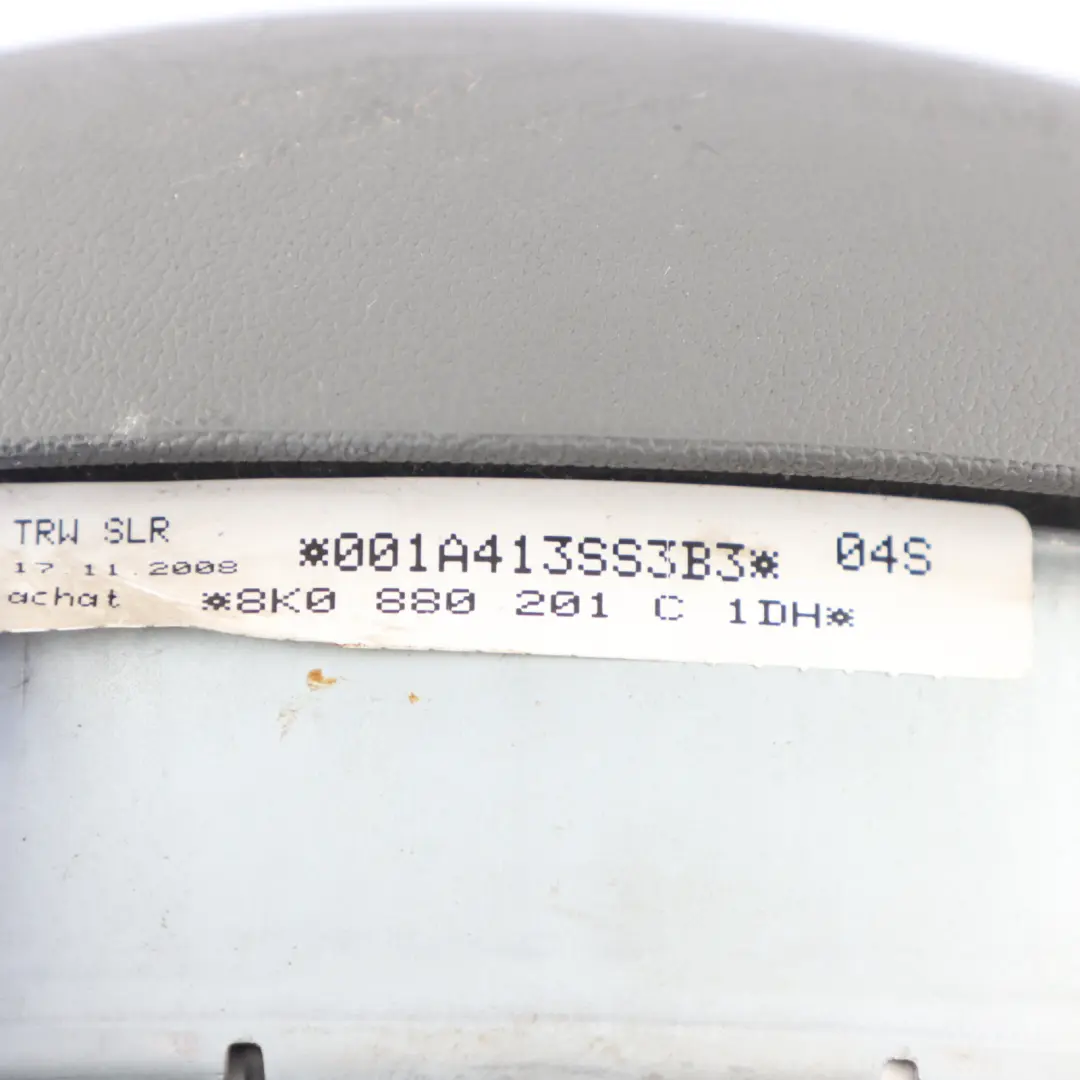 TRW SLR *001A413SS3B3* 04S
17.11.2008
achat *8K0 880 201 C 1DH*